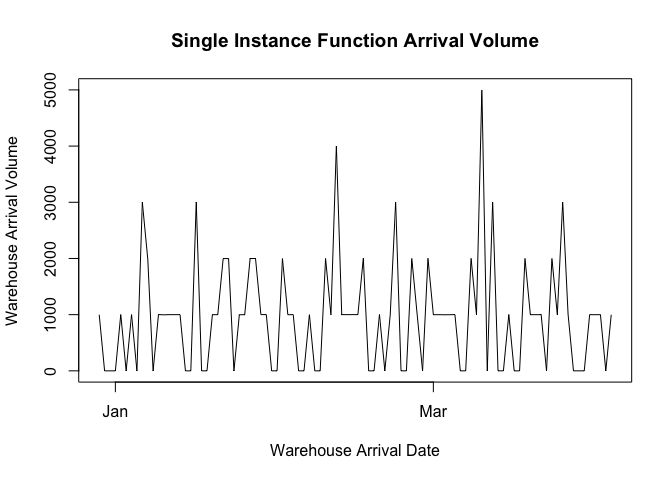 Single Instance Function Arrival Volume
Warehouse Arrival Volume
5000
4000
3000
2000
1000
0
Jan Mar
Warehouse Arrival Date